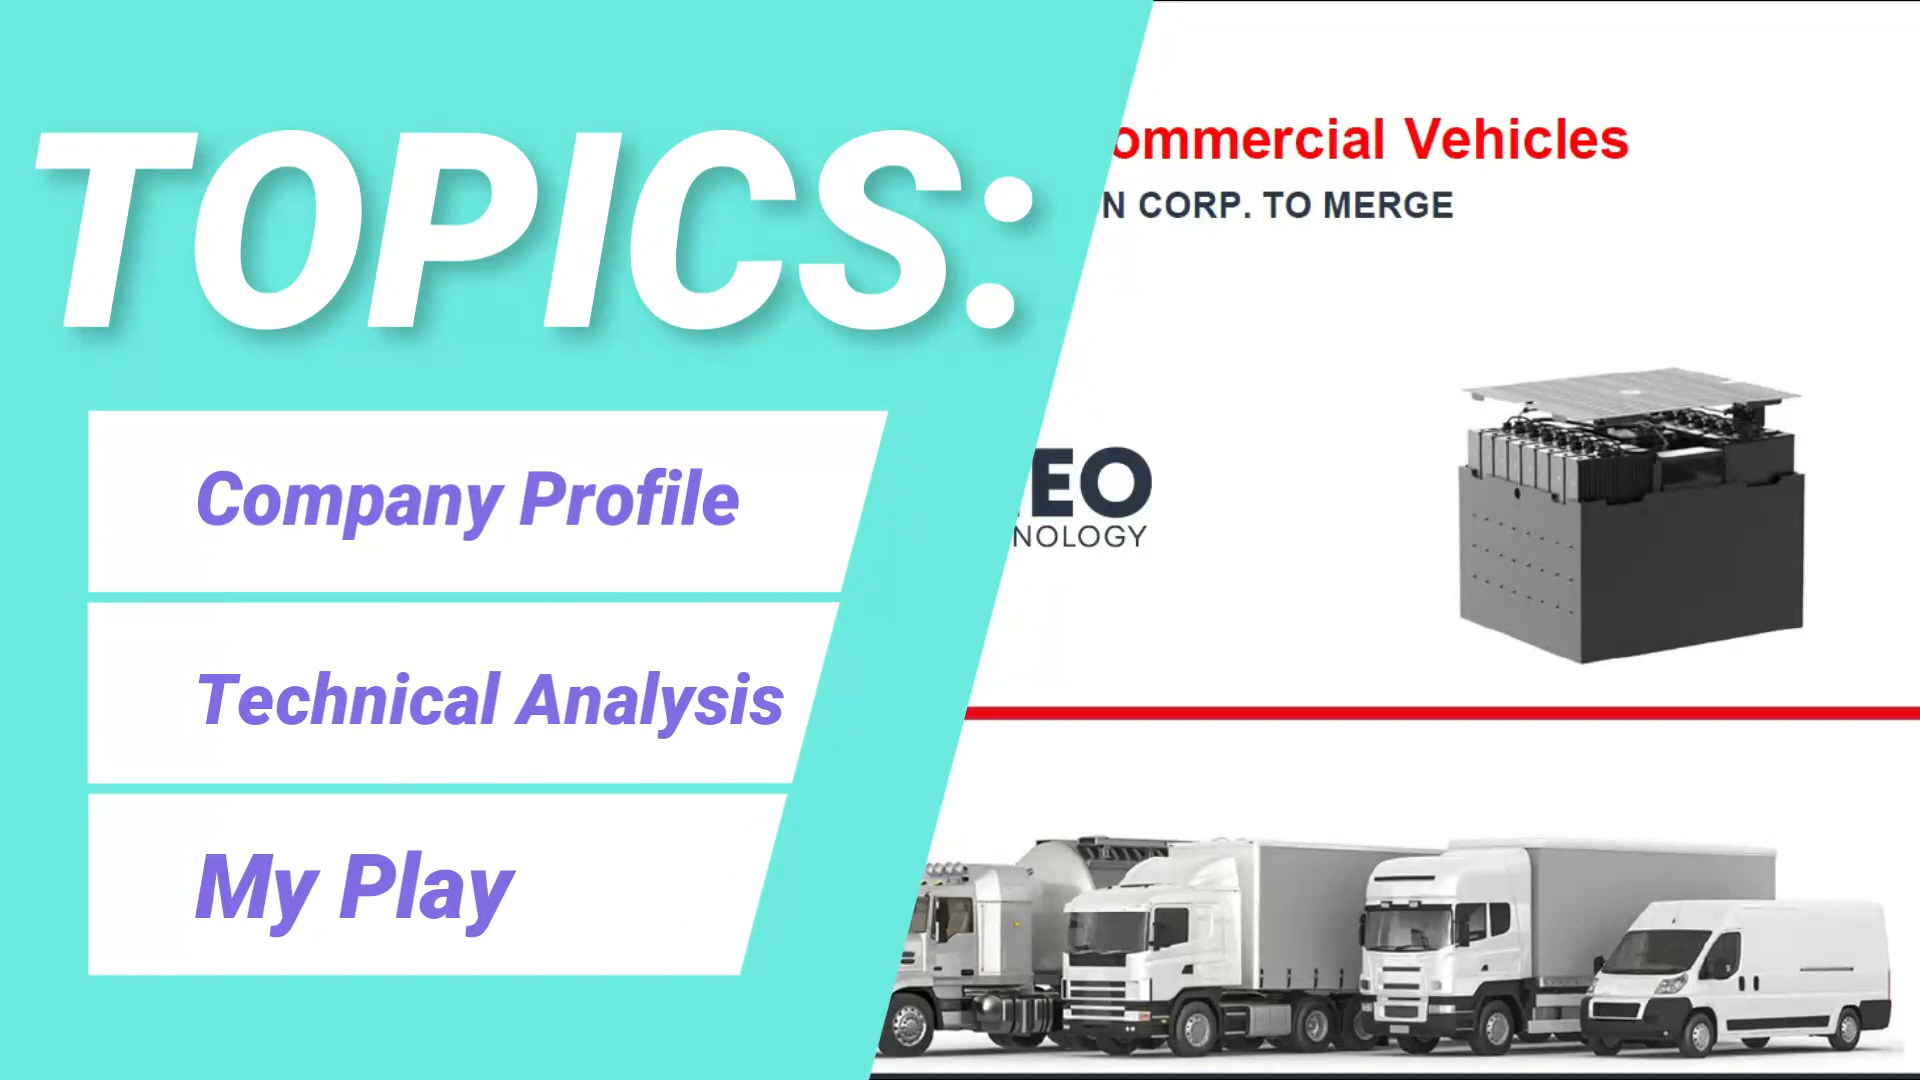 TOPICS:
Company Profile
Technical Analysis
My Play
ommercial Vehicles
N CORP. TO MERGE
EO
NOLOGY